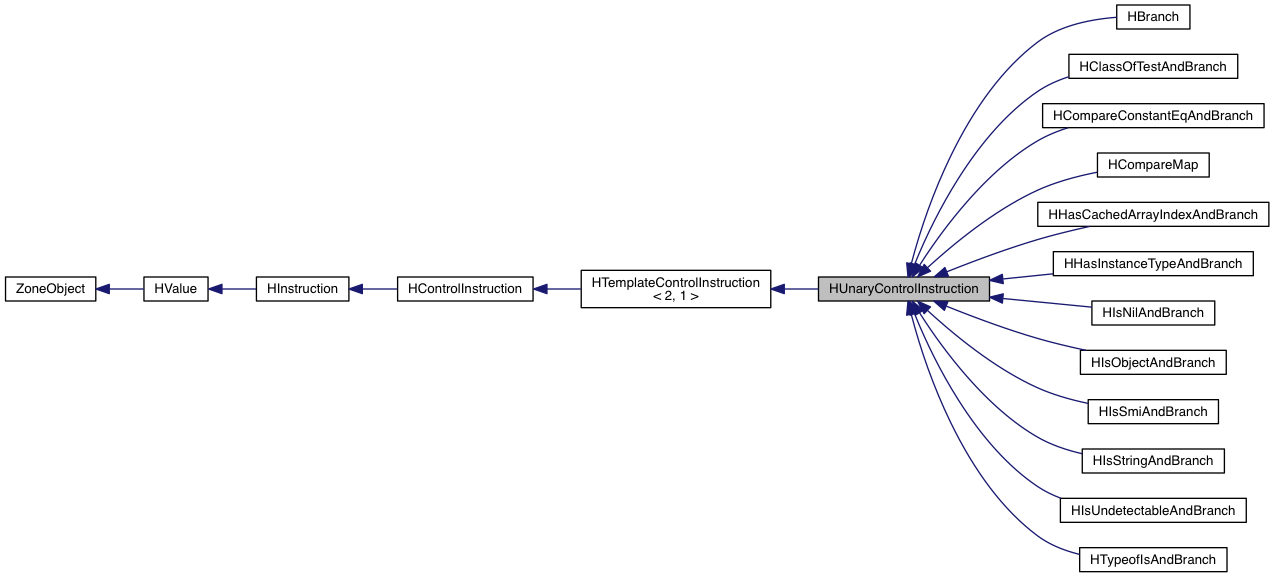 HBranch
HClassOfTestAndBranch
HCompareConstantEqAndBranch
HCompareMap
HHasCachedArrayIndexAndBranch
HHasInstanceTypeAndBranch
ZoneObject
HValue
HInstruction
HControlInstruction
HTemplateControlInstruction
< 2, 1 >
HUnaryControlInstruction
HIsNilAndBranch
HIsObjectAndBranch
HIsSmiAndBranch
HIsStringAndBranch
HIsUndetectableAndBranch
HTypeofIsAndBranch